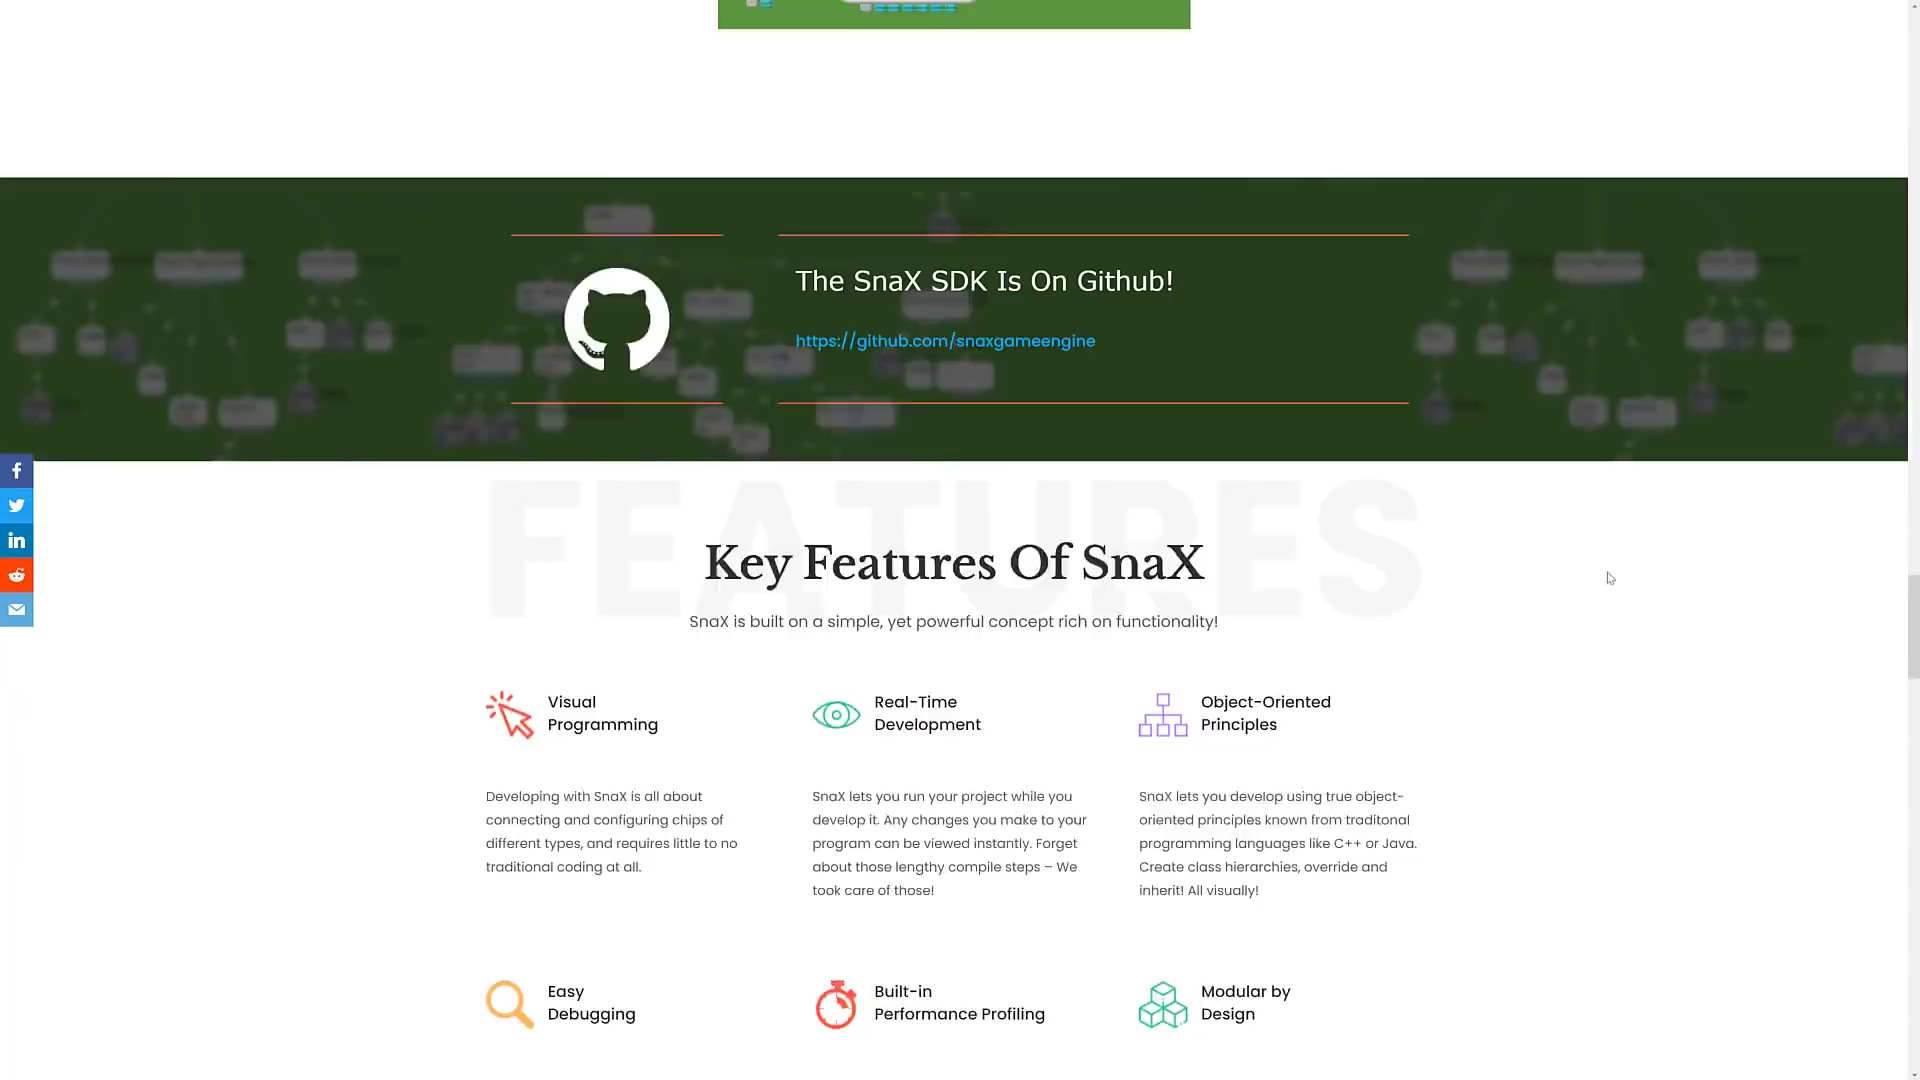 The SnaX SDK Is On Github!
https://github.com/snaxgameengine
FEATURES
Key Features Of SnaX
SnaX is built on a simple, yet powerful concept rich on functionality!
Visual
Programming
Real-Time
Development
Object-Oriented
Principles
Developing with SnaX is all about
connecting and configuring chips of
different types, and requires little to no
traditional coding at all.
SnaX lets you run your project while you
develop it. Any changes you make to your
program can be viewed instantly. Forget
about those lengthy compile steps – We
took care of those!
SnaX lets you develop using true object-
oriented principles known from traditonal
programming languages like C++ or Java.
Create class hierarchies, override and
inherit! All visually!
Easy
Debugging
Built-in
Performance Profiling
Modular by
Design